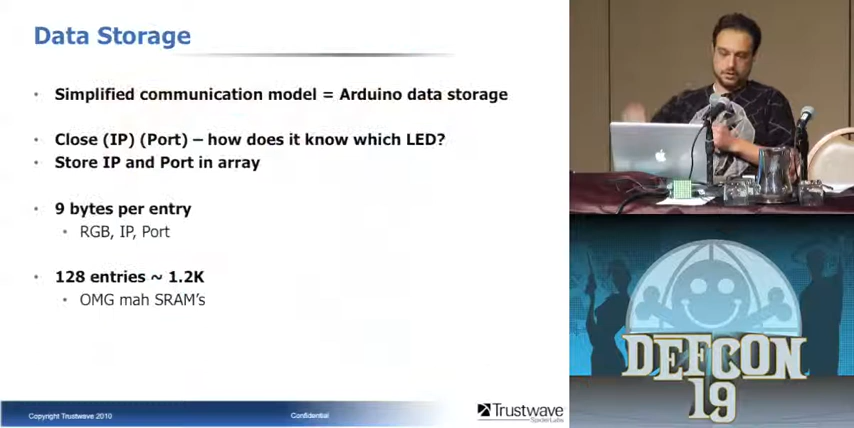 Data Storage
Simplified communication model = Arduino data storage
Close (IP) (Port) – how does it know which LED?
Store IP and Port in array
9 bytes per entry
RGB, IP, Port
128 entries ~ 1.2K
OMG mah SRAM's
Copyright Trustwave 2010
Confidential
Trustwave
SpiderLabs
DEFCON
19